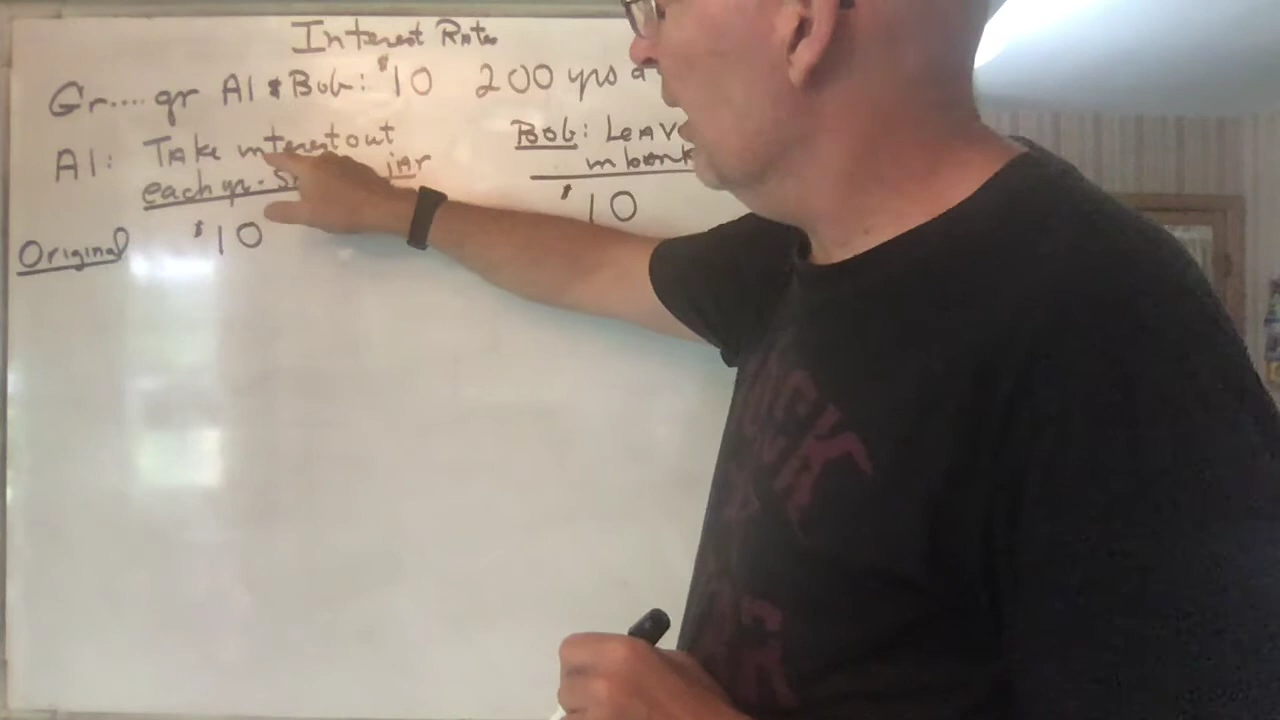 Interest Rates
Gr.... gr Al & Bob: $10 200 yrs a
Al: Take interest out
each yr. jar
Bob: Leav
in bank
$10
Original $10